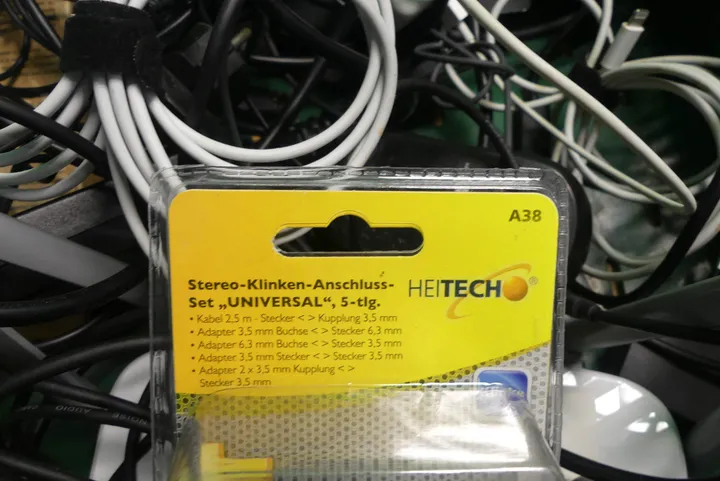 A38
Stereo-Klinken-Anschluss-
Set „UNIVERSAL“, 5-tlg.
HEITECH®
• Kabel 2,5 m - Stecker < > Kupplung 3,5 mm
• Adapter 3,5 mm Buchse < > Stecker 6,3 mm
• Adapter 6,3 mm Buchse < > Stecker 3,5 mm
• Adapter 3,5 mm Stecker < > Stecker 3,5 mm
• Adapter 2 x 3,5 mm Kupplung < >
Stecker 3,5 mm
AUDIO